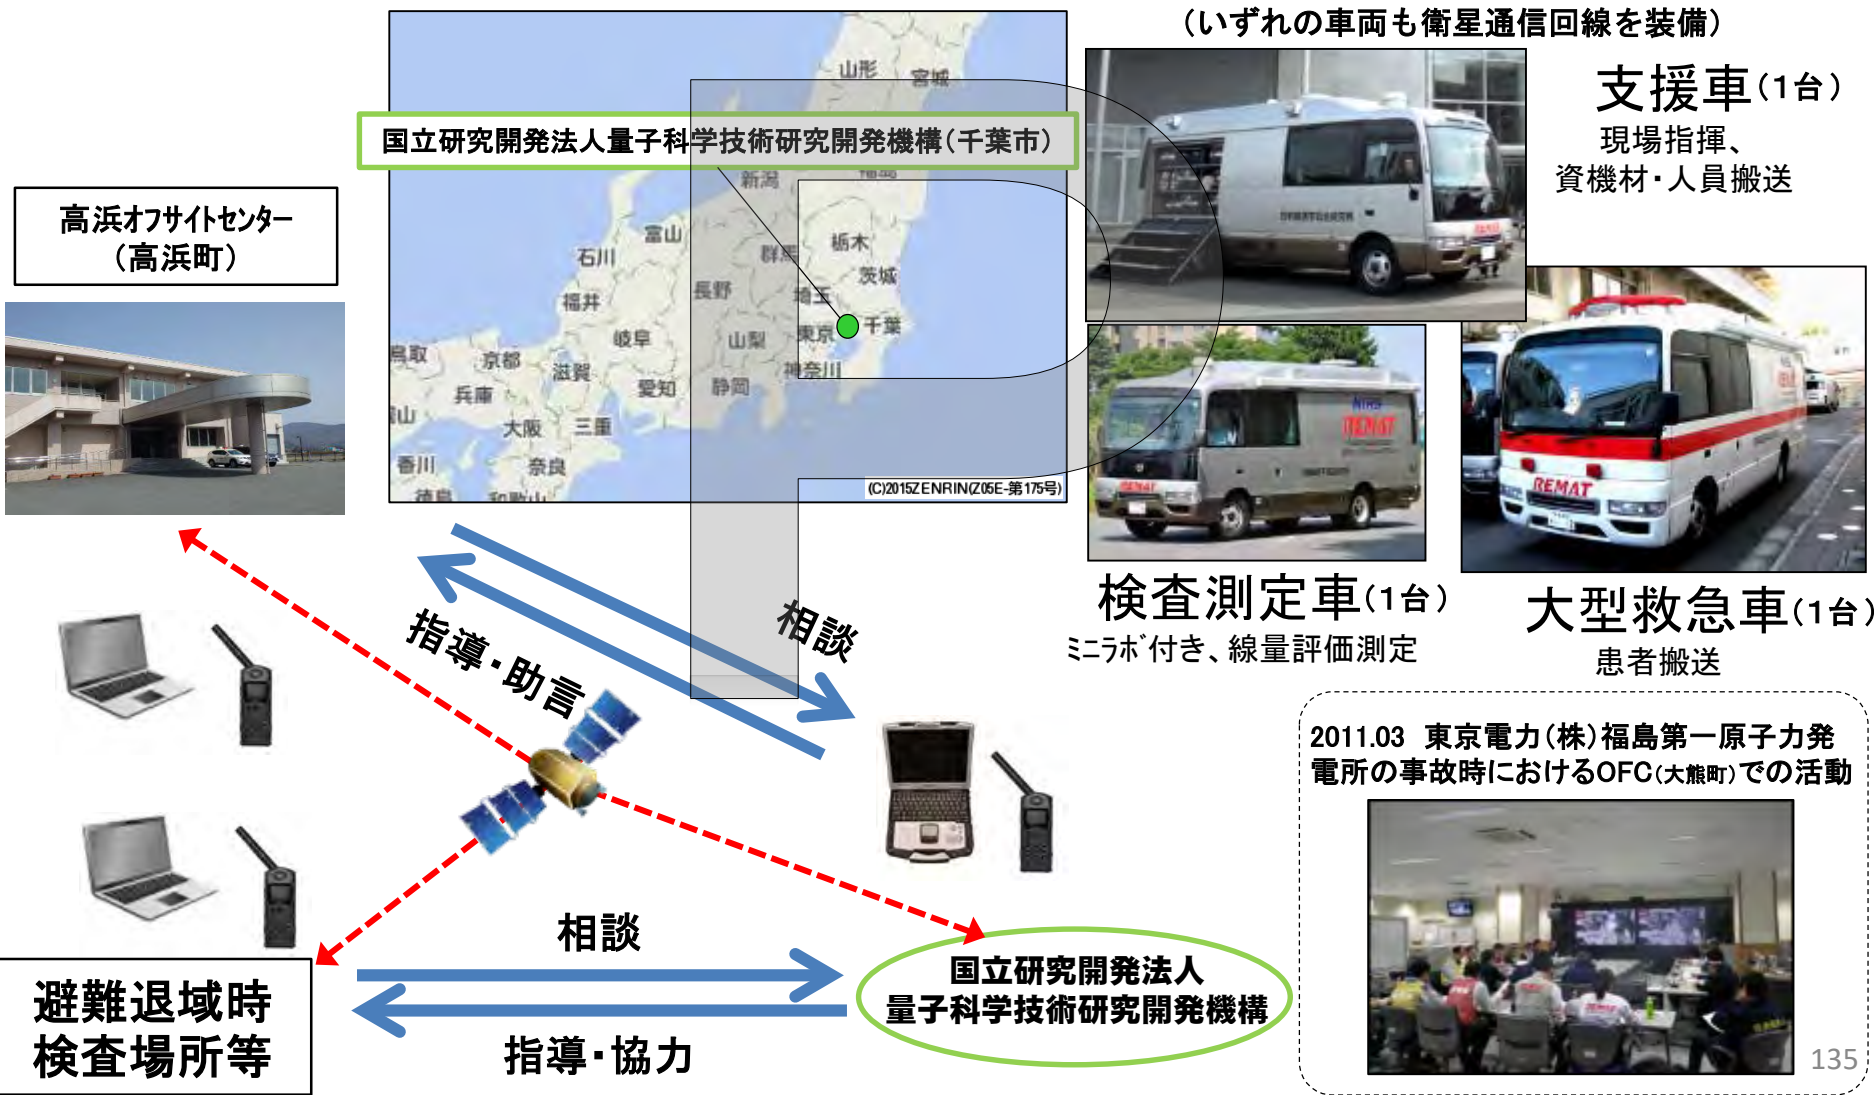 (いずれの車両も衛星通信回線を装備)
支援車(1台)
現場指揮、
資機材・人員搬送
国立研究開発法人量子科学技術研究開発機構(千葉市)
高浜オフサイトセンター
(高浜町)
山形
宮城
新潟
福島
富山
石川
群馬
栃木
茨城
福井
長野
埼玉
岐阜
山梨
東京
千葉
鳥取
京都
滋賀
愛知
静岡
神奈川
兵庫
大阪
三重
香川
奈良
徳島
和歌山
(C)2015ZENRIN(Z05E-第175号)
REMAT
NIRS
REMAT
REMAT
検査測定車(1台)
ミニラボ付き、線量評価測定
大型救急車(1台)
患者搬送
相談
指導・助言
2011.03 東京電力(株)福島第一原子力発
電所の事故時におけるOFC(大熊町)での活動
相談
指導・協力
避難退域時
検査場所等
国立研究開発法人
量子科学技術研究開発機構
135